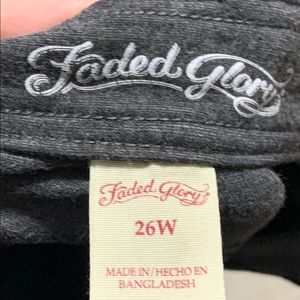 Faded Glory
Faded Glory®
26W
MADE IN/HECHO EN
BANGLADESH